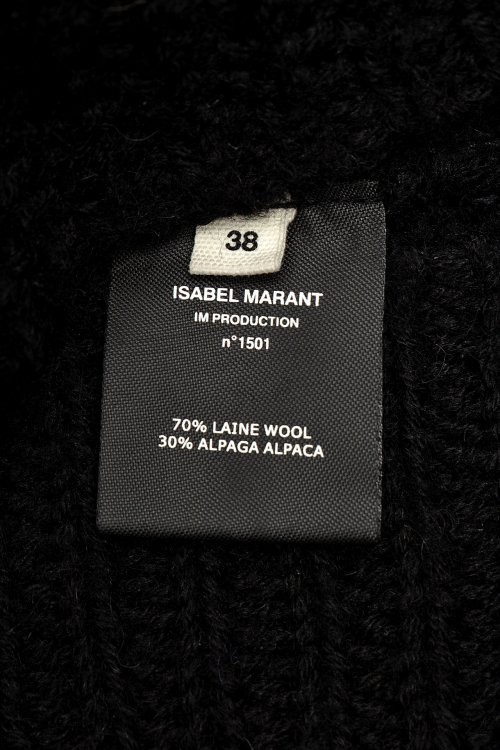 38
ISABEL MARANT
IM PRODUCTION
n°1501
70% LAINE WOOL
30% ALPAGA ALPACA